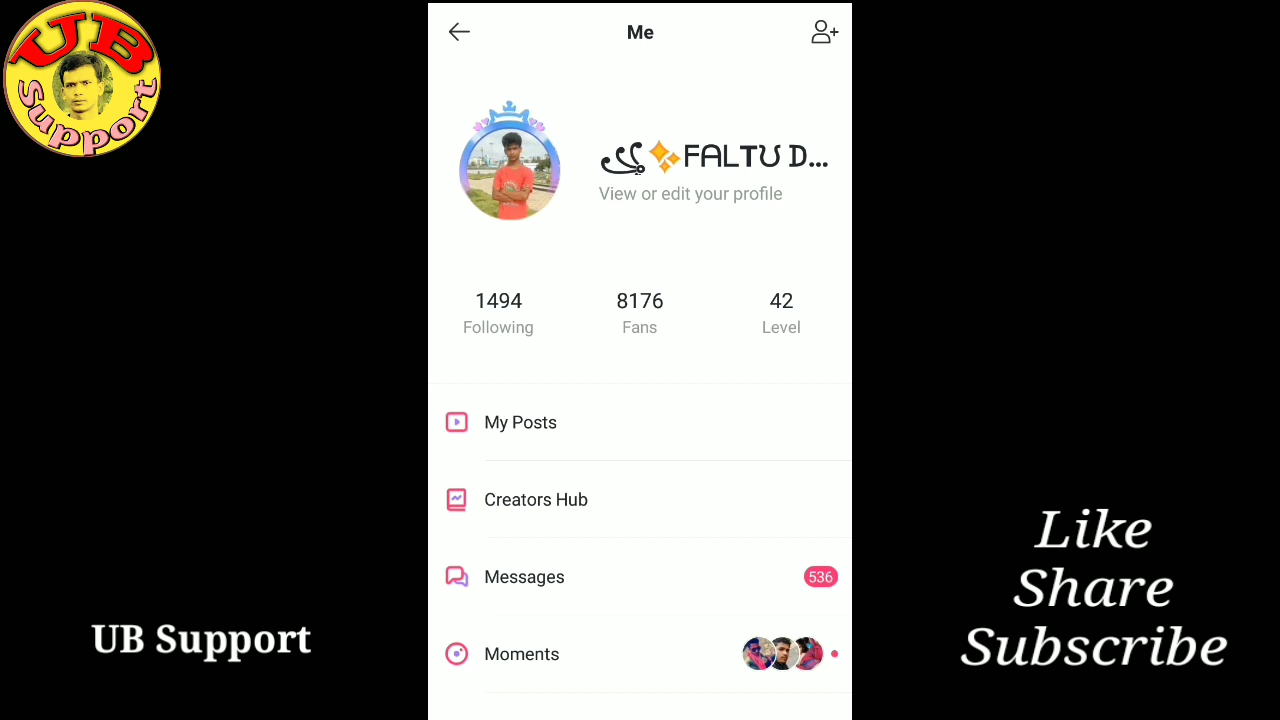 UB
Support
Me
FALTU D...
View or edit your profile
1494
Following
8176
Fans
42
Level
My Posts
Creators Hub
Messages
536
Moments
UB Support
Like
Share
Subscribe